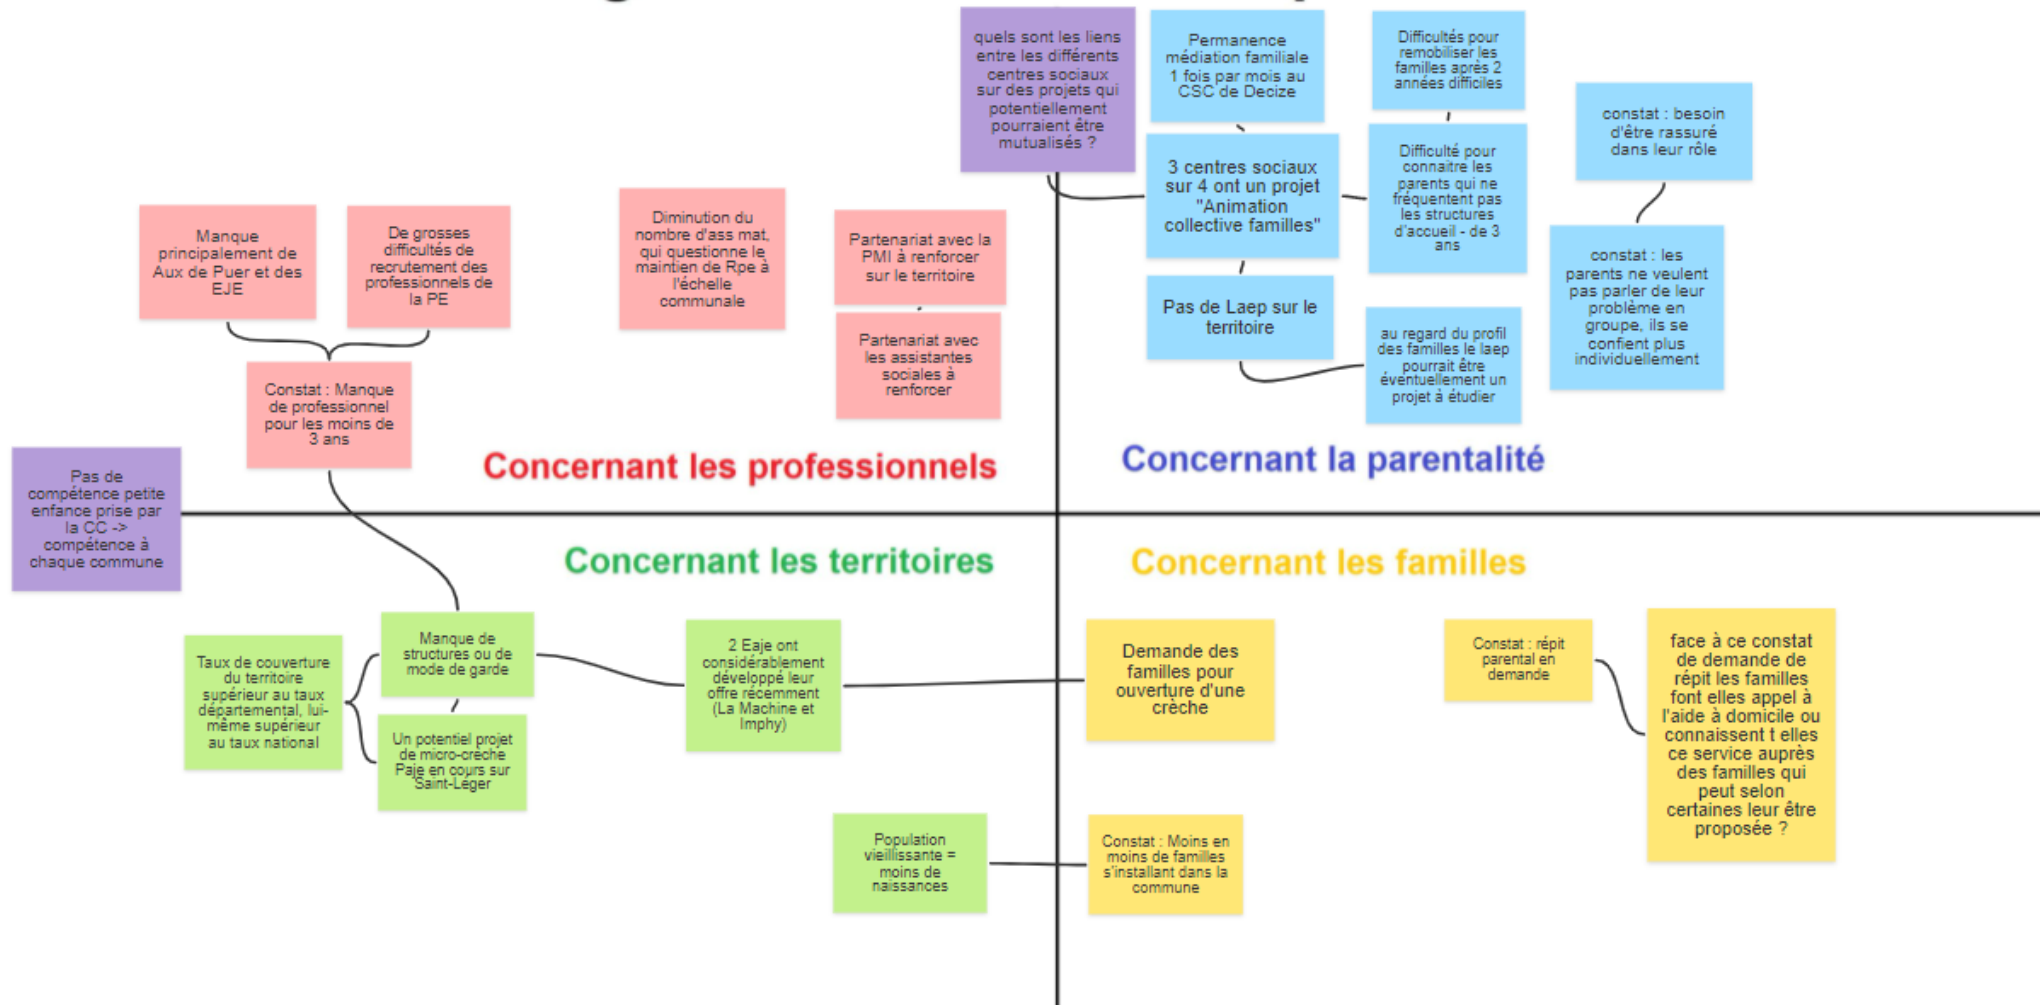 quels sont les liens
entre les différents
centres sociaux
sur des projets qui
potentiellement
pourraient être
mutualisés ?
Permanence
médiation familiale
1 fois par mois au
CSC de Decize
Difficultés pour
remobiliser les
familles après 2
années difficiles
constat : besoin
d'être rassuré
dans leur rôle
3 centres sociaux
sur 4 ont un projet
"Animation
collective familles"
Difficulté pour
connaitre les
parents qui ne
fréquentent pas
les structures
d'accueil - de 3
ans
constat : les
parents ne veulent
pas parler de leur
problème en
groupe, ils se
confient plus
individuellement
Pas de Laep sur le
territoire
au regard du profil
des familles le laep
pourrait être
éventuellement un
projet à étudier
Manque
principalement de
Aux de Puer et des
EJE
De grosses
difficultés de
recrutement des
professionnels de
la PE
Diminution du
nombre d'ass mat,
qui questionne le
maintien de Rpe à
l'échelle
communale
Partenariat avec la
PMI à renforcer
sur le territoire
Partenariat avec
les assistantes
sociales à
renforcer
Constat : Manque
de professionnel
pour les moins de
3 ans
Concernant les professionnels
Concernant la parentalité
Pas de
compétence petite
enfance prise par
la CC ->
compétence à
chaque commune
Concernant les territoires
Concernant les familles
Taux de couverture
du territoire
supérieur au taux
départemental, lui-
même supérieur
au taux national
Manque de
structures ou de
mode de garde
Un potentiel projet
de micro-crèche
Paje en cours sur
Saint-Léger
2 Eaje ont
considérablement
développé leur
offre récemment
(La Machine et
Imphy)
Demande des
familles pour
ouverture d'une
crèche
Constat : répit
parental en
demande
face à ce constat
de demande de
répit les familles
font elles appel à
l'aide à domicile ou
connaissent t elles
ce service auprès
des familles qui
peut selon
certaines leur être
proposée ?
Population
vieillissante =
moins de
naissances
Constat : Moins en
moins de familles
s'installant dans la
commune